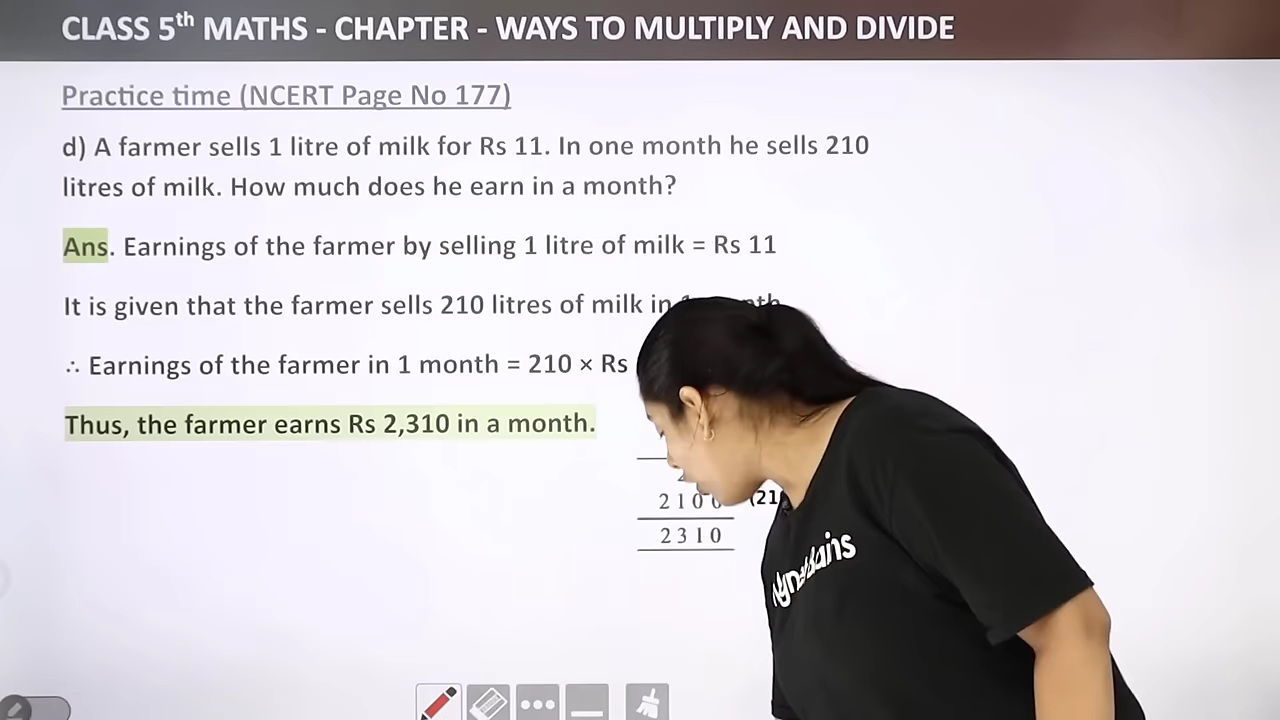 CLASS 5th MATHS - CHAPTER - WAYS TO MULTIPLY AND DIVIDE
Practice time (NCERT Page No 177)
d) A farmer sells 1 litre of milk for Rs 11. In one month he sells 210
litres of milk. How much does he earn in a month?
Ans. Earnings of the farmer by selling 1 litre of milk = Rs 11
It is given that the farmer sells 210 litres of milk in
∴ Earnings of the farmer in 1 month = 210 × Rs
Thus, the farmer earns Rs 2,310 in a month.
2100
2310